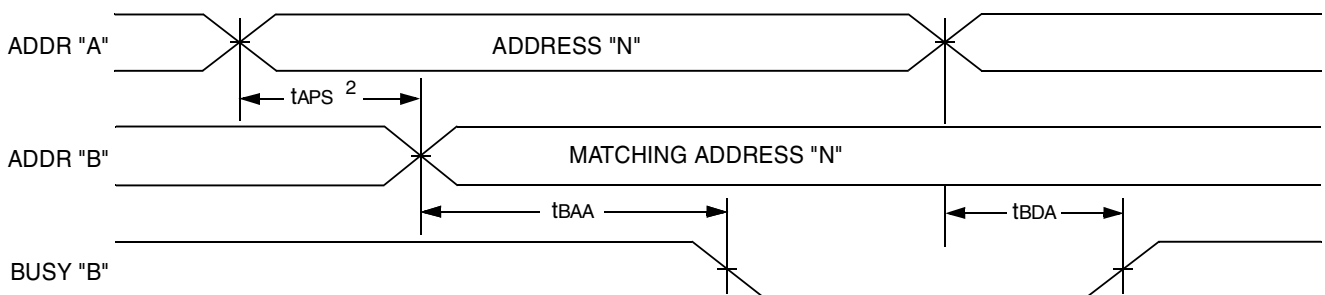 ADDR "A" ADDRESS "N"
tAPS 2
ADDR "B" MATCHING ADDRESS "N"
tBAA tBDA
BUSY "B"